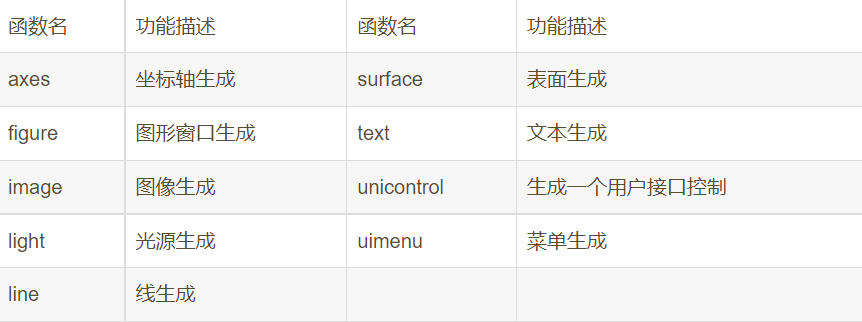 函数名 功能描述 函数名 功能描述
axes 坐标轴生成 surface 表面生成
figure 图形窗口生成 text 文本生成
image 图像生成 unicontrol 生成一个用户接口控制
light 光源生成 uimenu 菜单生成
line 线生成